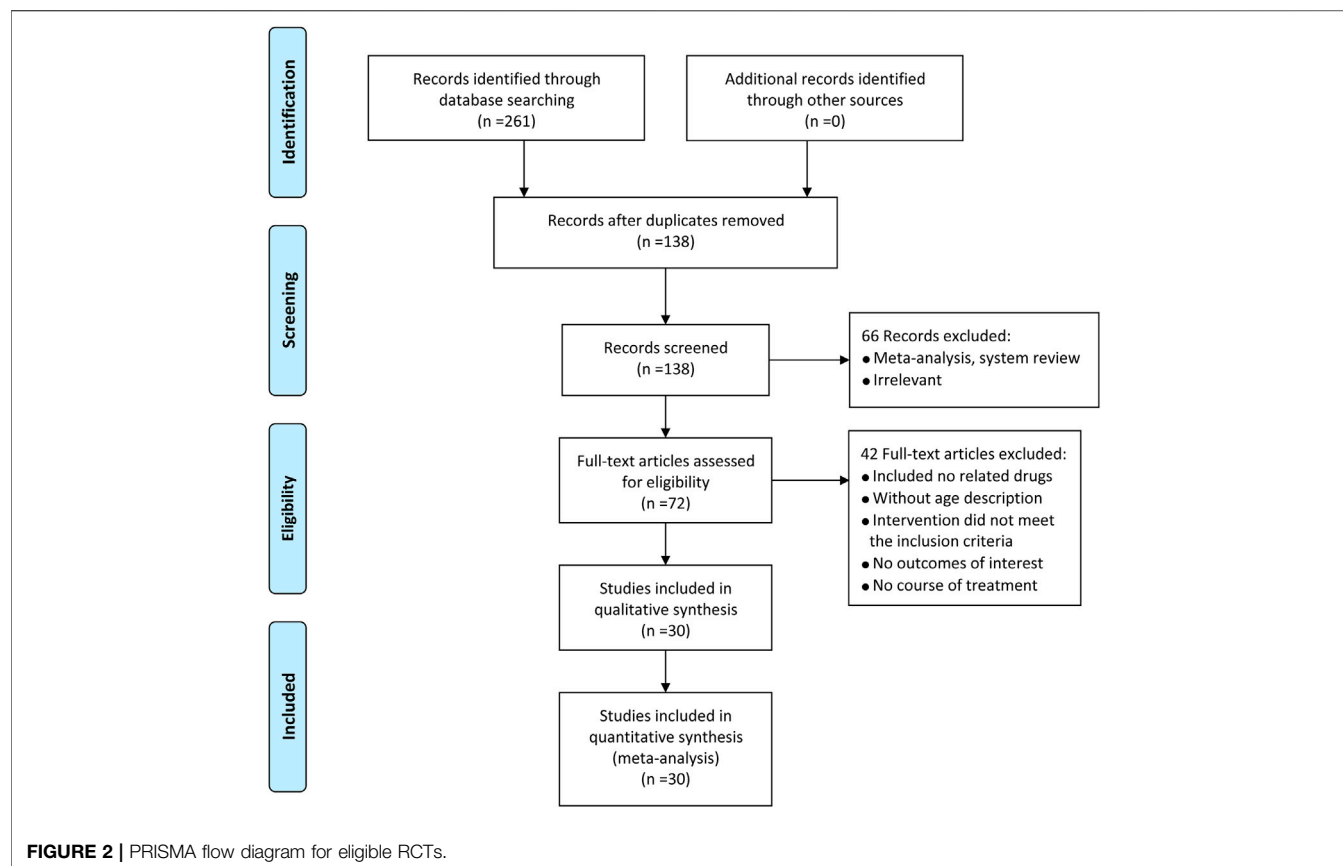 Identification
Records identified through
database searching
(n =261)
Additional records identified
through other sources
(n =0)
Records after duplicates removed
(n =138)
Screening
Records screened
(n =138)
66 Records excluded:
● Meta-analysis, system review
● Irrelevant
Eligibility
Full-text articles assessed
for eligibility
(n =72)
42 Full-text articles excluded:
● Included no related drugs
● Without age description
● Intervention did not meet
the inclusion criteria
● No outcomes of interest
● No course of treatment
Studies included in
qualitative synthesis
(n =30)
Included
Studies included in
quantitative synthesis
(meta-analysis)
(n =30)
FIGURE 2 | PRISMA flow diagram for eligible RCTs.